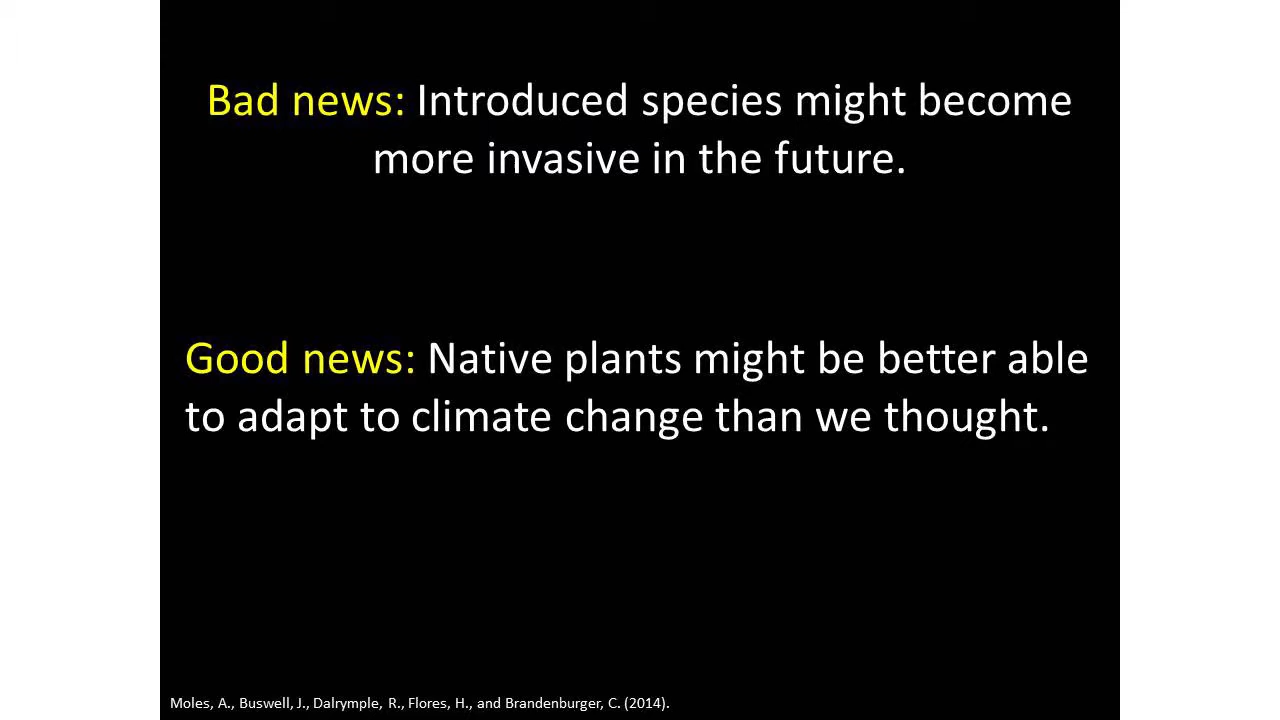 Bad news: Introduced species might become
more invasive in the future.
Good news: Native plants might be better able
to adapt to climate change than we thought.
Moles, A., Buswell, J., Dalrymple, R., Flores, H., and Brandenburger, C. (2014).